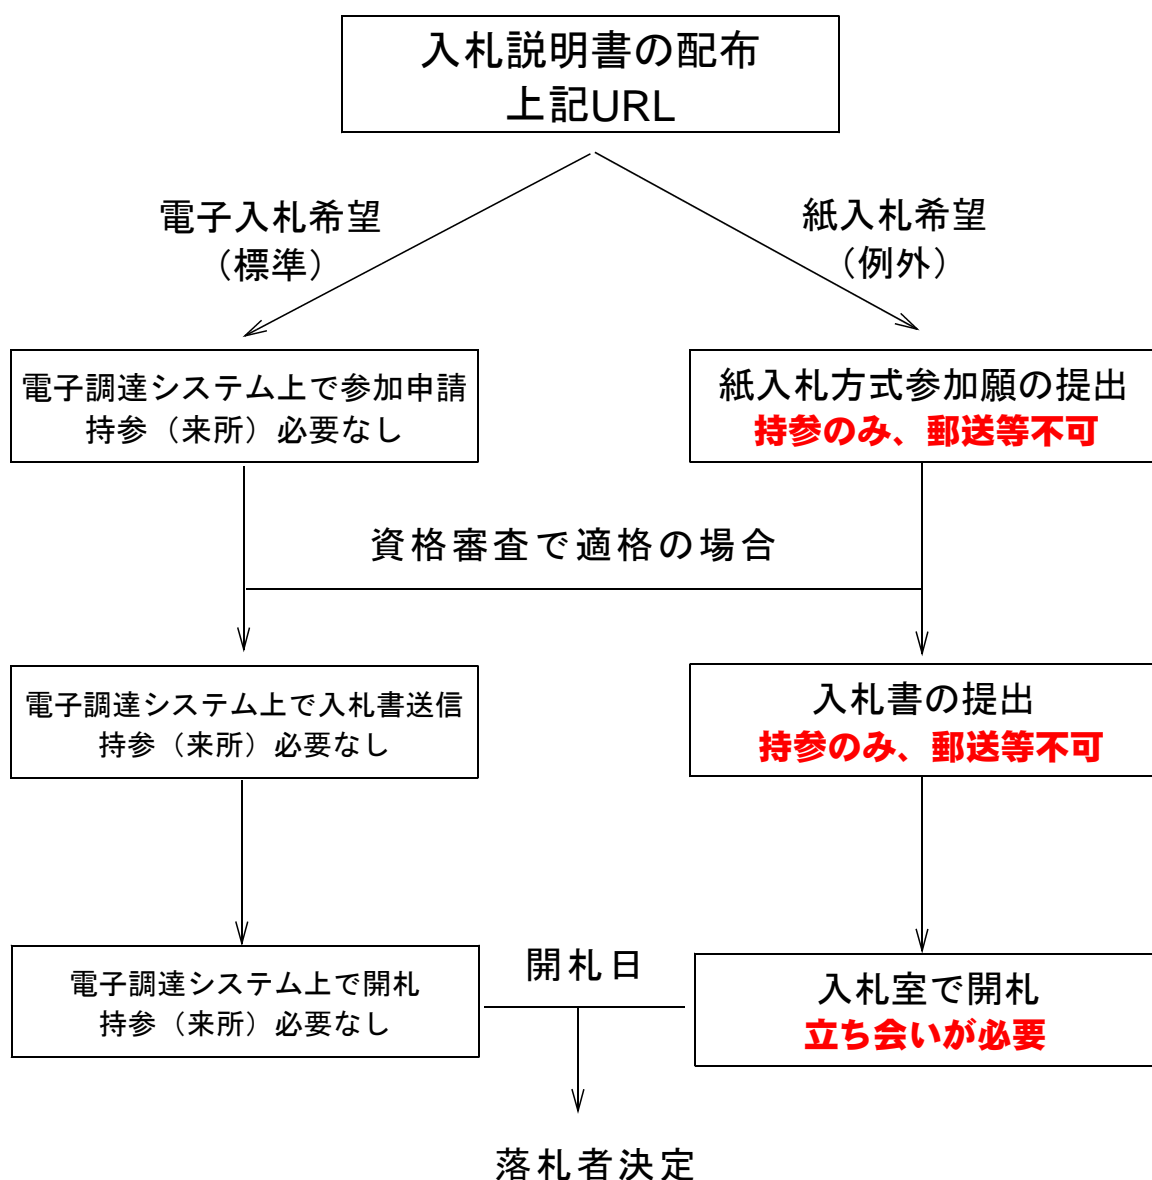 入札説明書の配布
上記URL
電子入札希望
（標準）
紙入札希望
（例外）
電子調達システム上で参加申請
持参（来所）必要なし
紙入札方式参加願の提出
持参のみ、郵送等不可
資格審査で適格の場合
電子調達システム上で入札書送信
持参（来所）必要なし
入札書の提出
持参のみ、郵送等不可
電子調達システム上で開札
持参（来所）必要なし
開札日
入札室で開札
立ち会いが必要
落札者決定